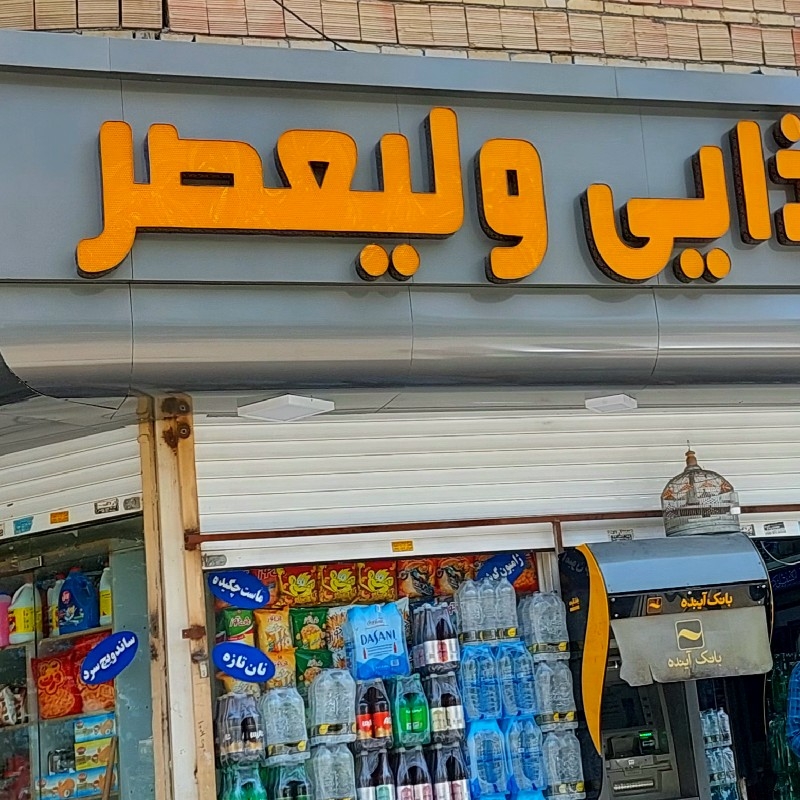 ذایی ولیعصر
ماست چکیده
نان تازه
ساندویچ سرد
DASANI
بانک آینده
بانک آینده